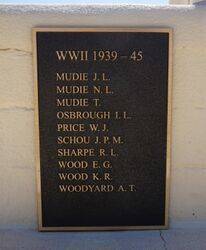 WWII 1939 – 45
MUDIE J. L.
MUDIE N. L.
MUDIE T.
OSBROUGH I. L.
PRICE W. J.
SCHOU J. P. M.
SHARPE R. L.
WOOD E. G.
WOOD K. R.
WOODYARD A. T.